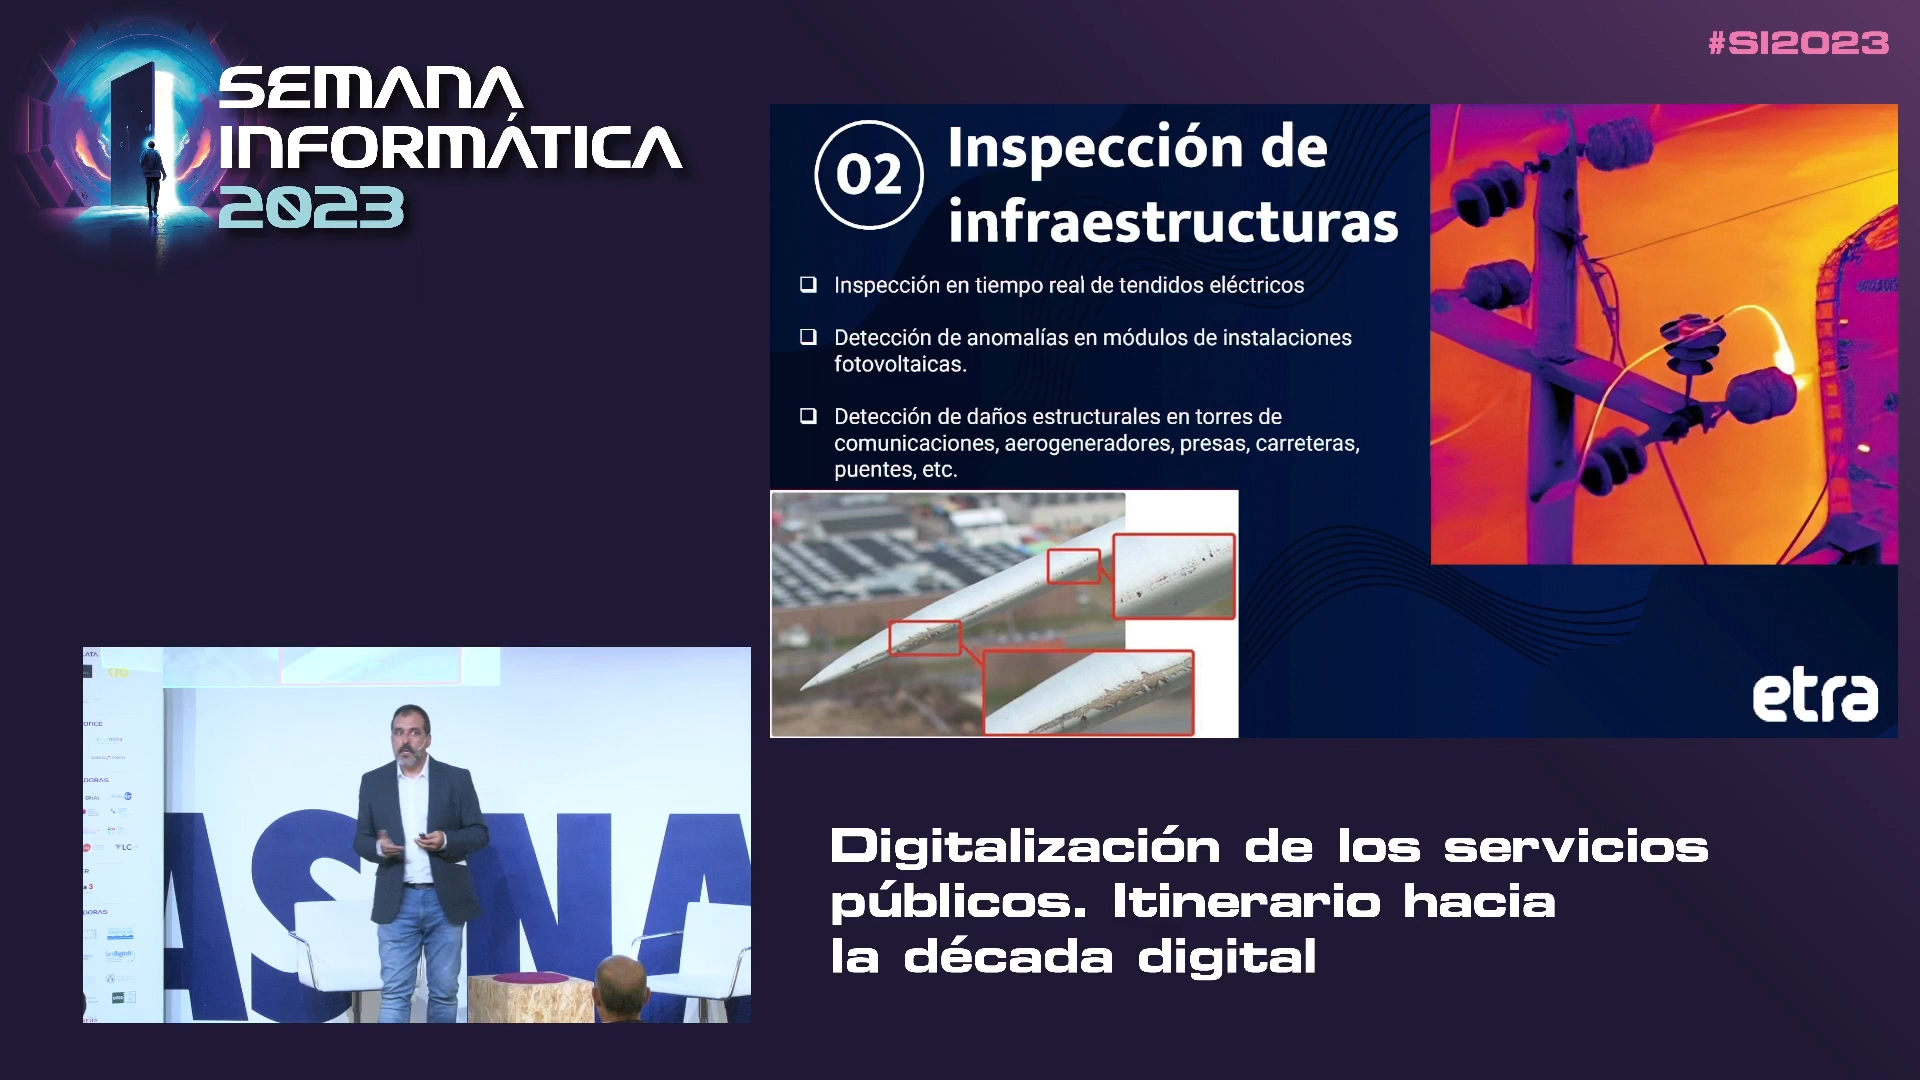 SEMANA
INFORMÁTICA
2023
#SI2023
02
Inspección de
infraestructuras
❑ Inspección en tiempo real de tendidos eléctricos
❑ Detección de anomalías en módulos de instalaciones
fotovoltaicas.
❑ Detección de daños estructurales en torres de
comunicaciones, aerogeneradores, presas, carreteras,
puentes, etc.
etra
Digitalización de los servicios
públicos. Itinerario hacia
la década digital
ASNA